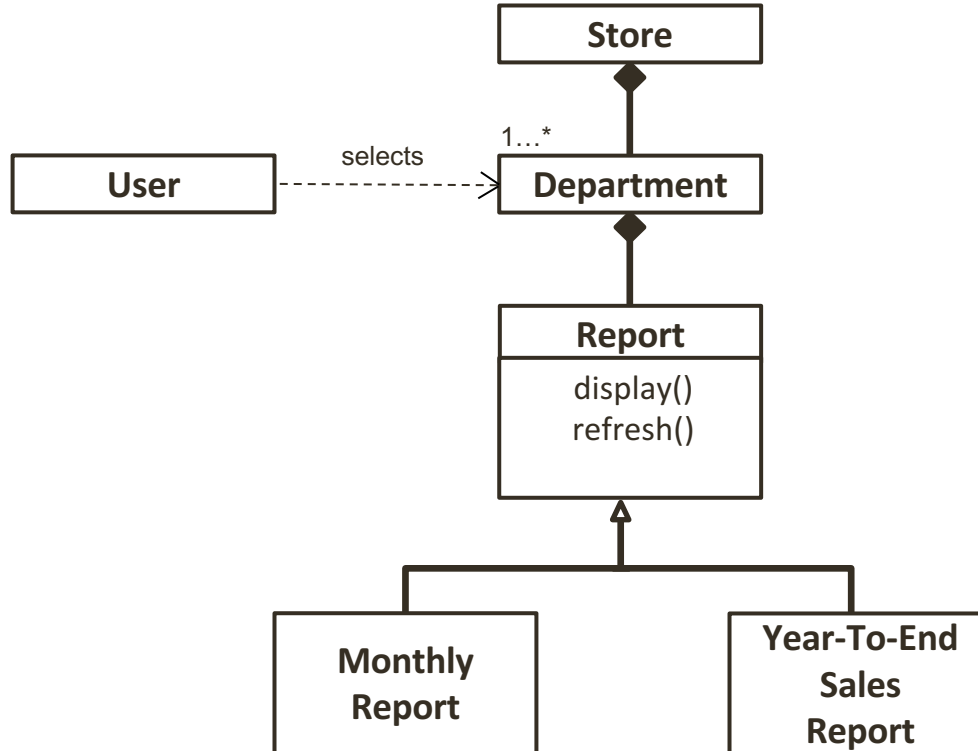 Store
1...*
selects
User
Department
Report
display()
refresh()
Monthly
Report
Year-To-End
Sales
Report